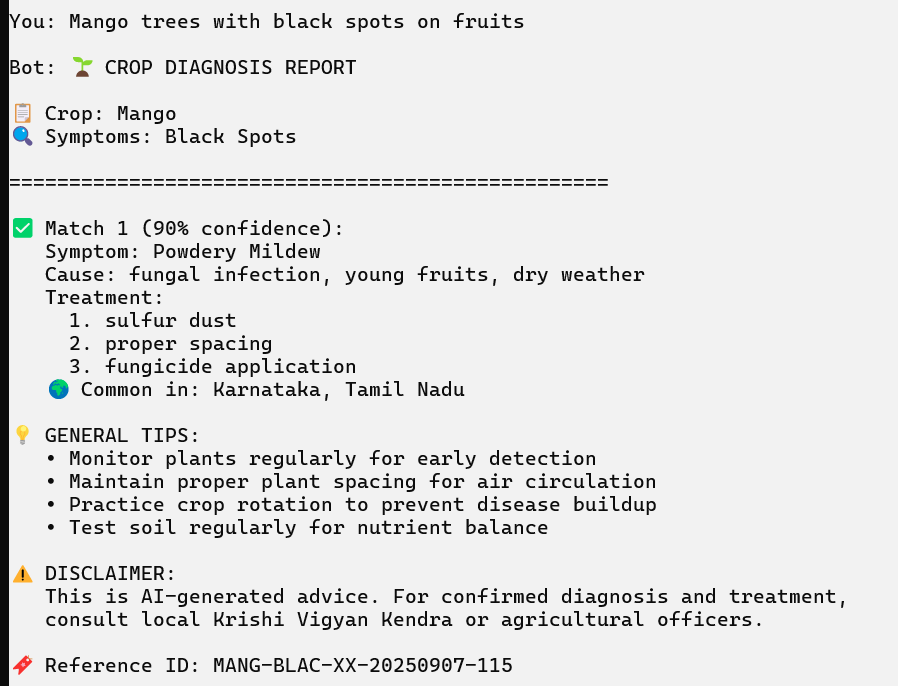 You: Mango trees with black spots on fruits
Bot: 🌱 CROP DIAGNOSIS REPORT
📋 Crop: Mango
🔍 Symptoms: Black Spots
==================================================
✅ Match 1 (90% confidence):
Symptom: Powdery Mildew
Cause: fungal infection, young fruits, dry weather
Treatment:
1. sulfur dust
2. proper spacing
3. fungicide application
🌍 Common in: Karnataka, Tamil Nadu
💡 GENERAL TIPS:
• Monitor plants regularly for early detection
• Maintain proper plant spacing for air circulation
• Practice crop rotation to prevent disease buildup
• Test soil regularly for nutrient balance
⚠️ DISCLAIMER:
This is AI-generated advice. For confirmed diagnosis and treatment,
consult local Krishi Vigyan Kendra or agricultural officers.
🔖 Reference ID: MANG-BLAC-XX-20250907-115